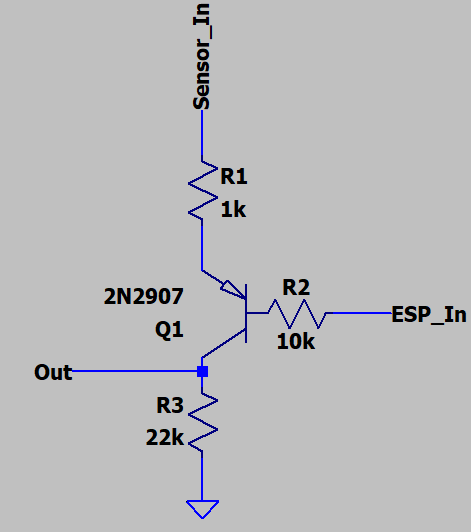 Sensor_In
R1
1k
2N2907
Q1
R2
10k
ESP_In
Out
R3
22k